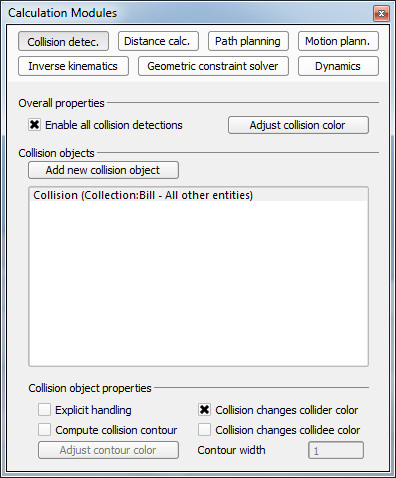 Calculation Modules
Collision detec. Distance calc. Path planning Motion plann.
Inverse kinematics Geometric constraint solver Dynamics
Overall properties
Enable all collision detections Adjust collision color
Collision objects
Add new collision object
Collision (Collection:Bill - All other entities)
Collision object properties
Explicit handling Collision changes collider color
Compute collision contour Collision changes collidee color
Adjust contour color Contour width 1